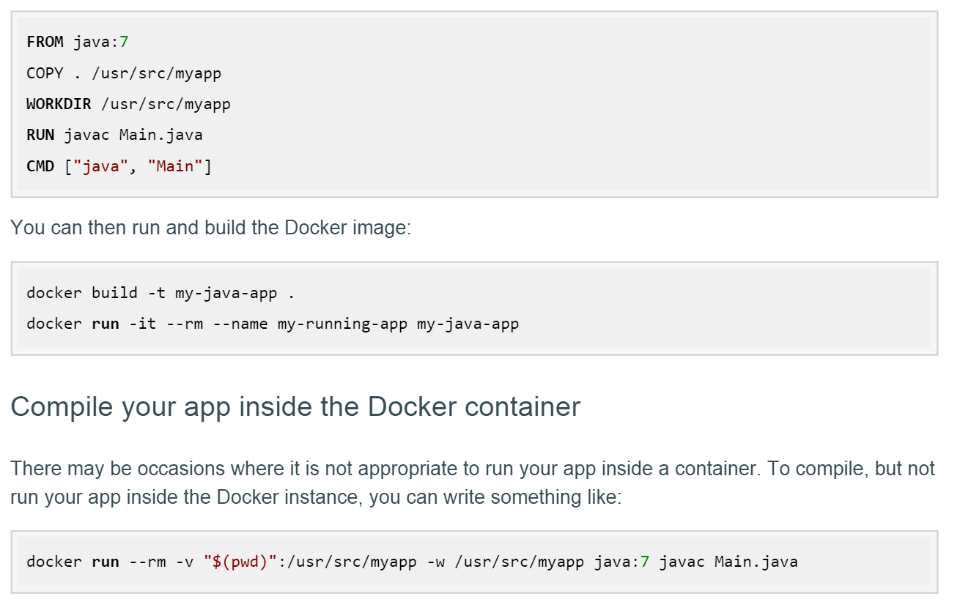 FROM java:7
COPY . /usr/src/myapp
WORKDIR /usr/src/myapp
RUN javac Main.java
CMD ["java", "Main"]
You can then run and build the Docker image:
docker build -t my-java-app .
docker run -it --rm --name my-running-app my-java-app
Compile your app inside the Docker container
There may be occasions where it is not appropriate to run your app inside a container. To compile, but not
run your app inside the Docker instance, you can write something like:
docker run --rm -v "$(pwd)":/usr/src/myapp -w /usr/src/myapp java:7 javac Main.java